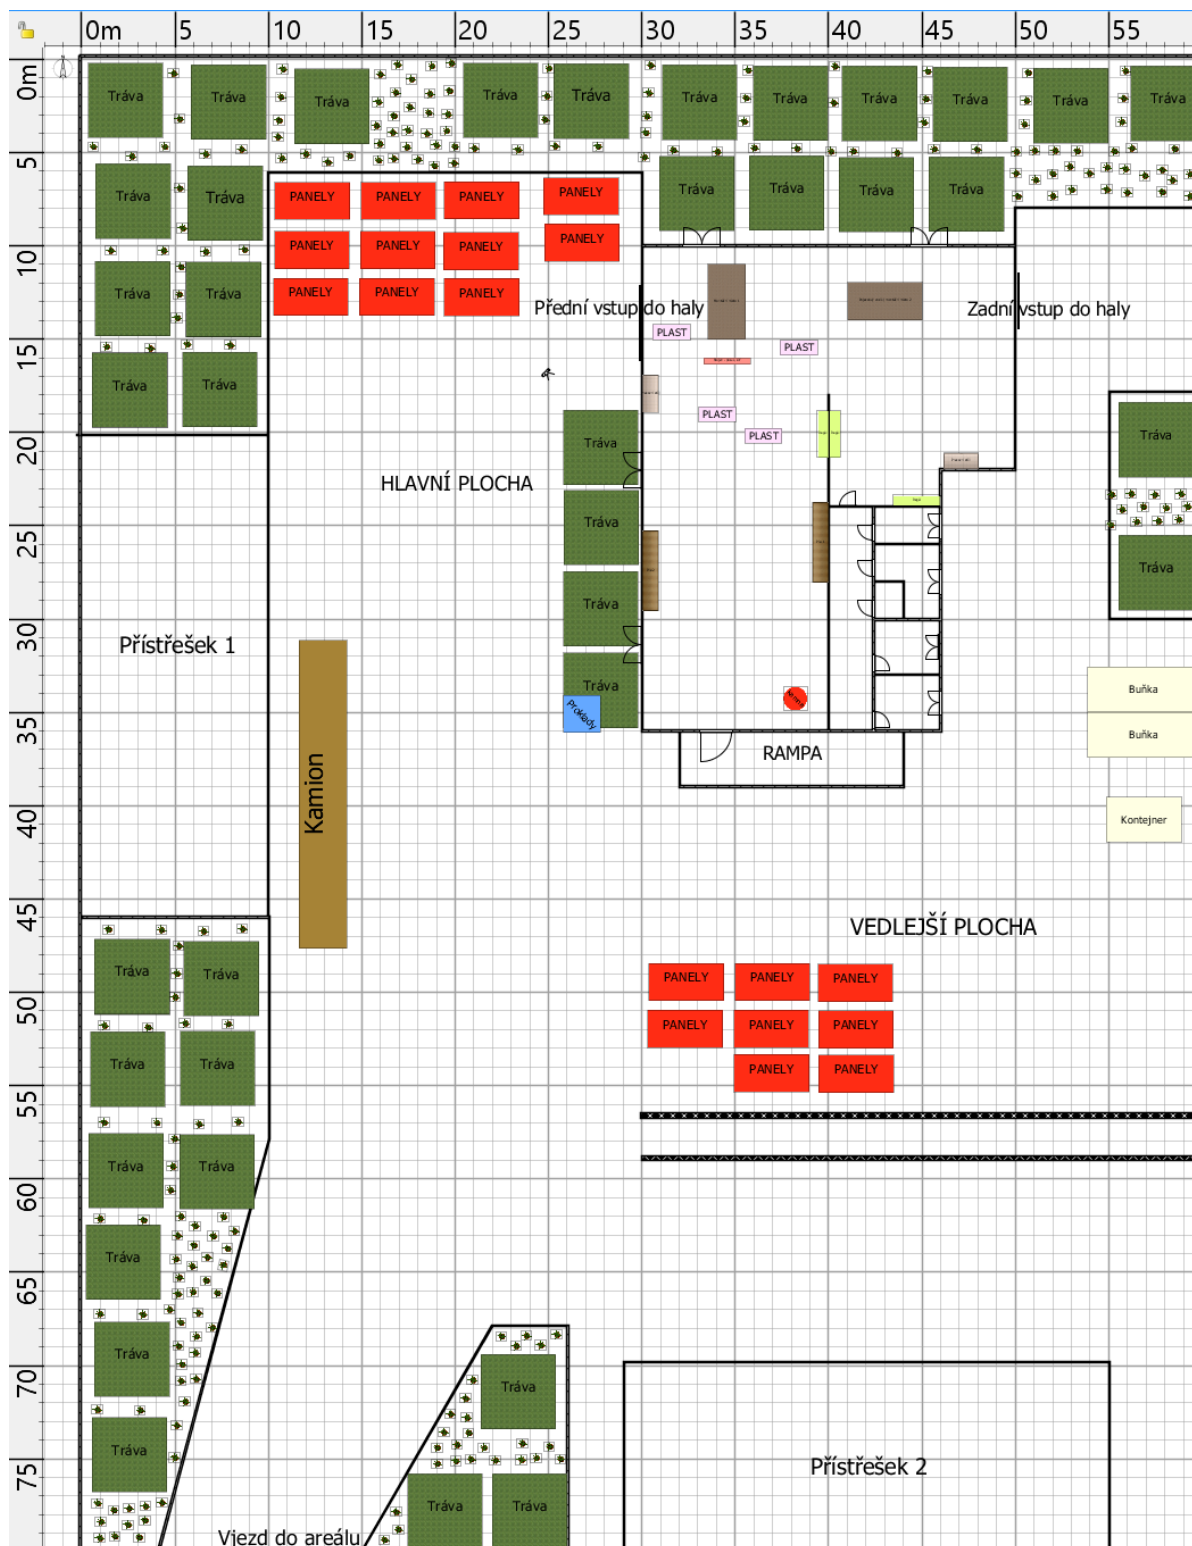 0m 5 10 15 20 25 30 35 40 45 50 55
0m
Tráva Tráva Tráva Tráva Tráva Tráva Tráva Tráva Tráva Tráva Tráva
5
Tráva Tráva Tráva Tráva Tráva Tráva
PANELY PANELY PANELY PANELY
PANELY PANELY PANELY PANELY
10
Tráva Tráva
PANELY PANELY PANELY
Přední vstup do haly
Zadní vstup do haly
PLAST
PLAST
15
Tráva Tráva
PLAST
PLAST
20
Tráva
Tráva
HLAVNÍ PLOCHA
Tráva
25
Tráva
Tráva
30
Přístřešek 1
Tráva
Buňka
Proklady
Buňka
35
RAMPA
Kamion
40
Kontejner
45
VEDLEJŠÍ PLOCHA
Tráva Tráva
PANELY PANELY PANELY
50
PANELY PANELY PANELY
Tráva Tráva
PANELY PANELY
55
Tráva Tráva
60
Tráva
65
Tráva
70
Tráva
Tráva
75
Přístřešek 2
Tráva Tráva
Vjezd do areálu